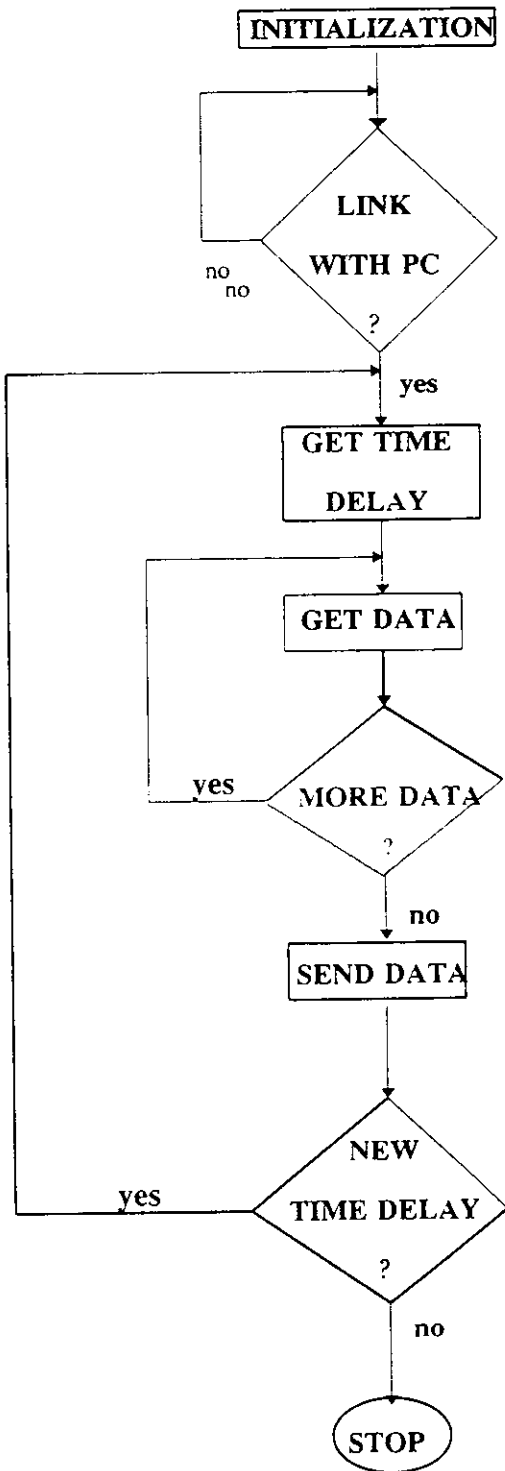 INITIALIZATION
LINK
WITH PC
no
no
?
yes
GET TIME
DELAY
GET DATA
yes
MORE DATA
?
no
SEND DATA
NEW
yes
TIME DELAY
?
no
STOP